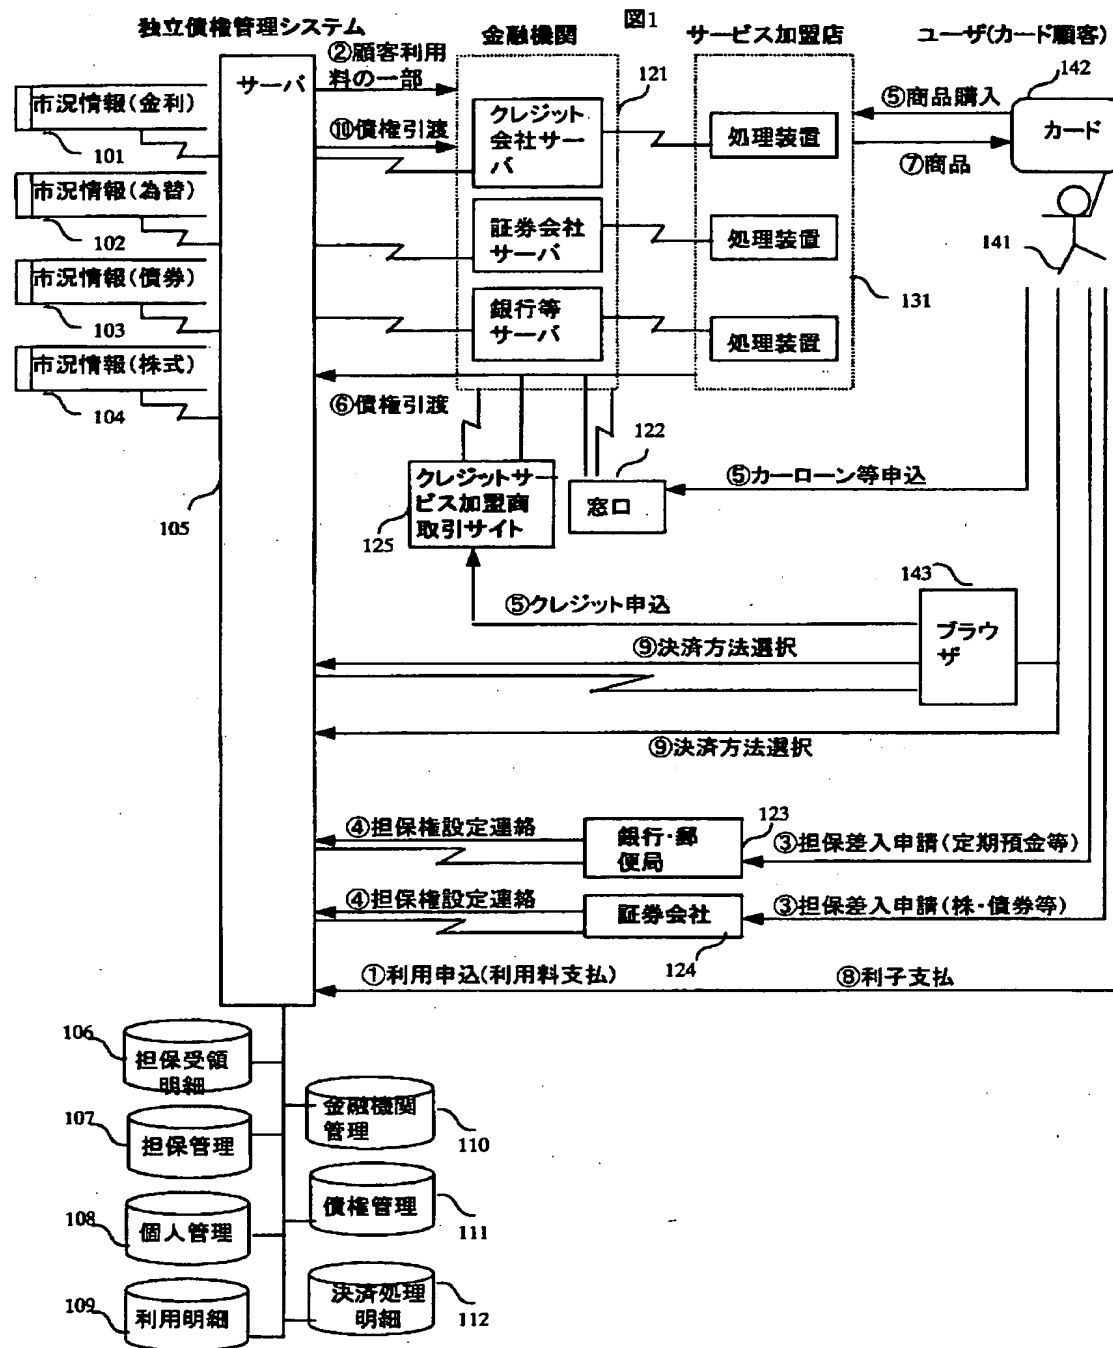 図1
独立債権管理システム
金融機関
サービス加盟店
ユーザ(カード顧客)
サーバ
②顧客利用
料の一部
121
142
⑤商品購入
市況情報(金利)
101
⑩債権引渡
クレジット
会社サー
バ
処理装置
カード
⑦商品
市況情報(為替)
102
証券会社
サーバ
処理装置
141
市況情報(債券)
103
銀行等
サーバ
処理装置
131
市況情報(株式)
104
⑥債権引渡
122
クレジットサー
ビス加盟商
取引サイト
125
窓口
⑤カーローン等申込
105
143
⑤クレジット申込
ブラウ
ザ
⑨決済方法選択
⑨決済方法選択
④担保権設定連絡
銀行・郵
便局
123
③担保差入申請(定期預金等)
④担保権設定連絡
証券会社
124
③担保差入申請(株・債券等)
①利用申込(利用料支払)
⑧利子支払
106
担保受領
明細
107
担保管理
金融機関
管理
110
108
個人管理
債権管理
111
109
利用明細
決済処理
明細
112